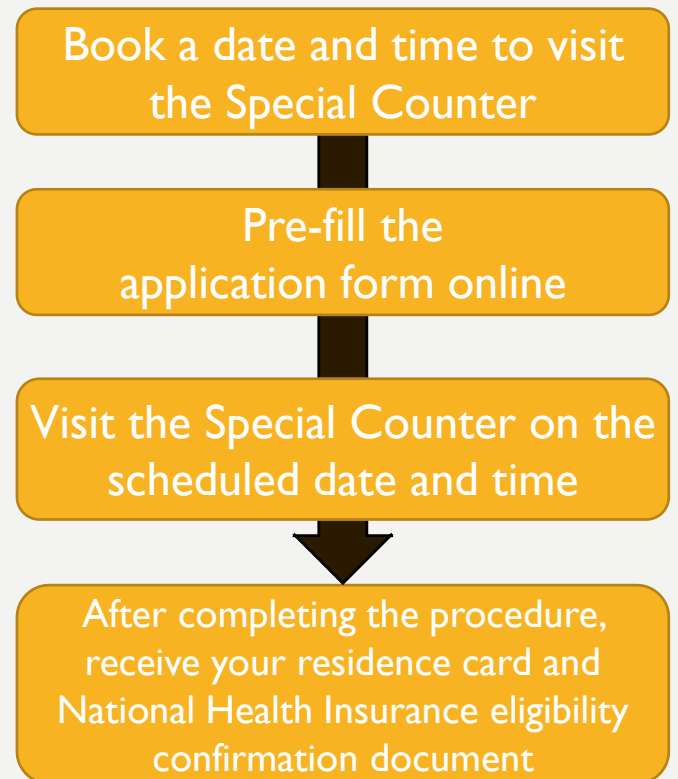 Book a date and time to visit
the Special Counter
Pre-fill the
application form online
Visit the Special Counter on the
scheduled date and time
After completing the procedure,
receive your residence card and
National Health Insurance eligibility
confirmation document